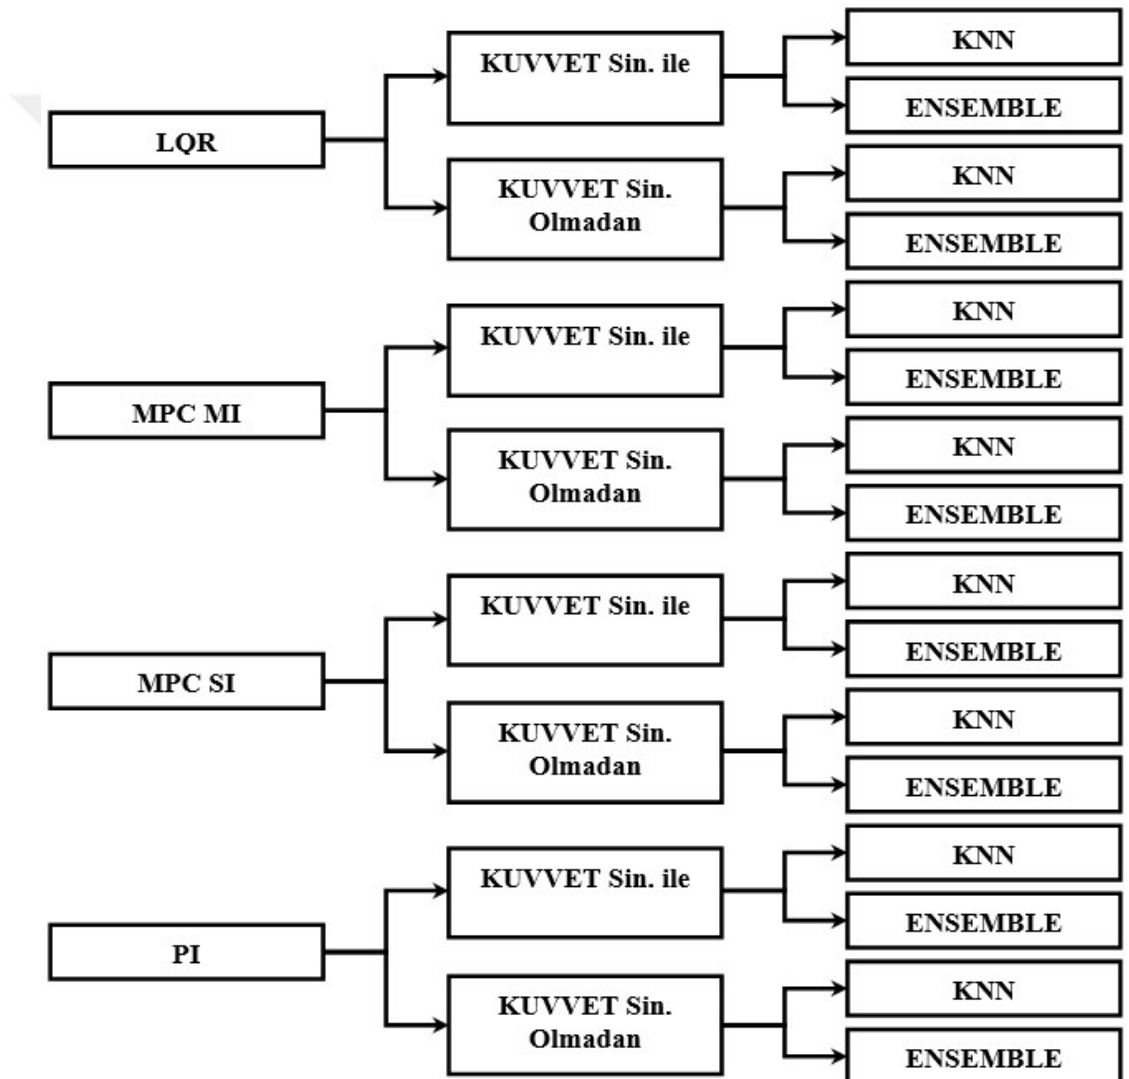 LQR
KUVVET Sin. ile
KNN
ENSEMBLE
KUVVET Sin.
Olmadan
KNN
ENSEMBLE
MPC MI
KUVVET Sin. ile
KNN
ENSEMBLE
KUVVET Sin.
Olmadan
KNN
ENSEMBLE
MPC SI
KUVVET Sin. ile
KNN
ENSEMBLE
KUVVET Sin.
Olmadan
KNN
ENSEMBLE
PI
KUVVET Sin. ile
KNN
ENSEMBLE
KUVVET Sin.
Olmadan
KNN
ENSEMBLE